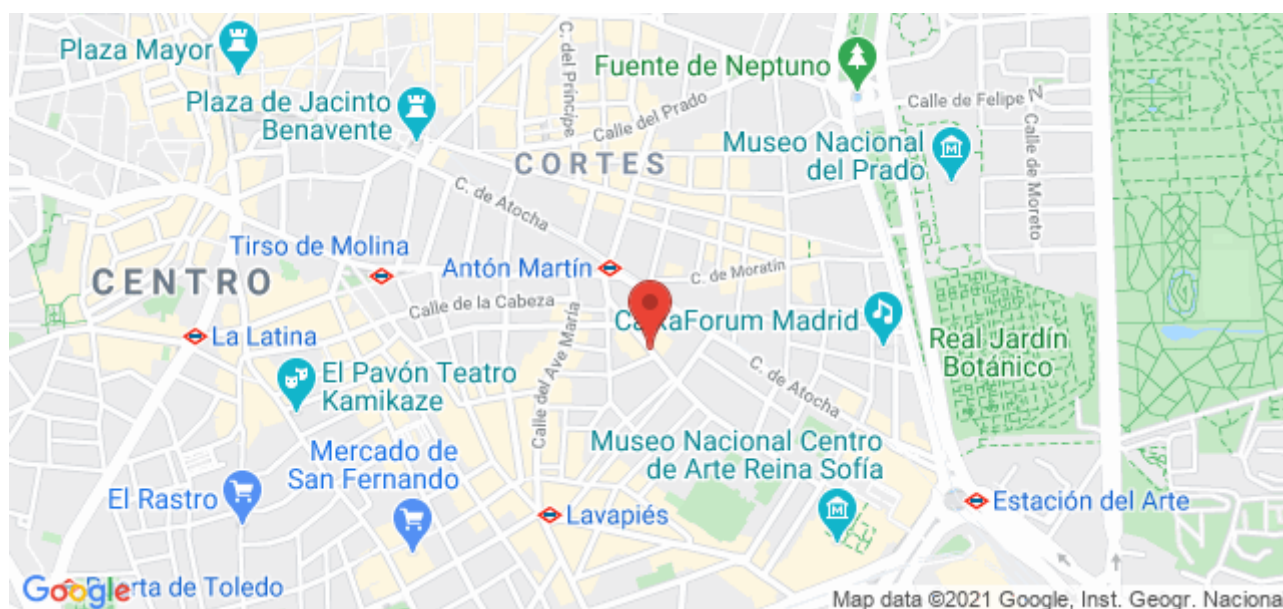 Plaza Mayor
C. del Príncipe
Fuente de Neptuno
Calle de Felipe
Plaza de Jacinto
Benavente
Calle del Prado
Museo Nacional
del Prado
Calle de Moreto
CORTES
C. de Atocha
Tirso de Molina
Antón Martín
C. de Moratín
CENTRO
Calle de la Cabeza
La Latina
Forum Madrid
Real Jardín
Botánico
El Pavón Teatro
Kamikaze
Calle del Ave María
C. de Atocha
Mercado de
San Fernando
Museo Nacional Centro
de Arte Reina Sofía
El Rastro
Lavapiés
Estación del Arte
Google
de Toledo
Map data ©2021 Google, Inst. Geogr. Naciona